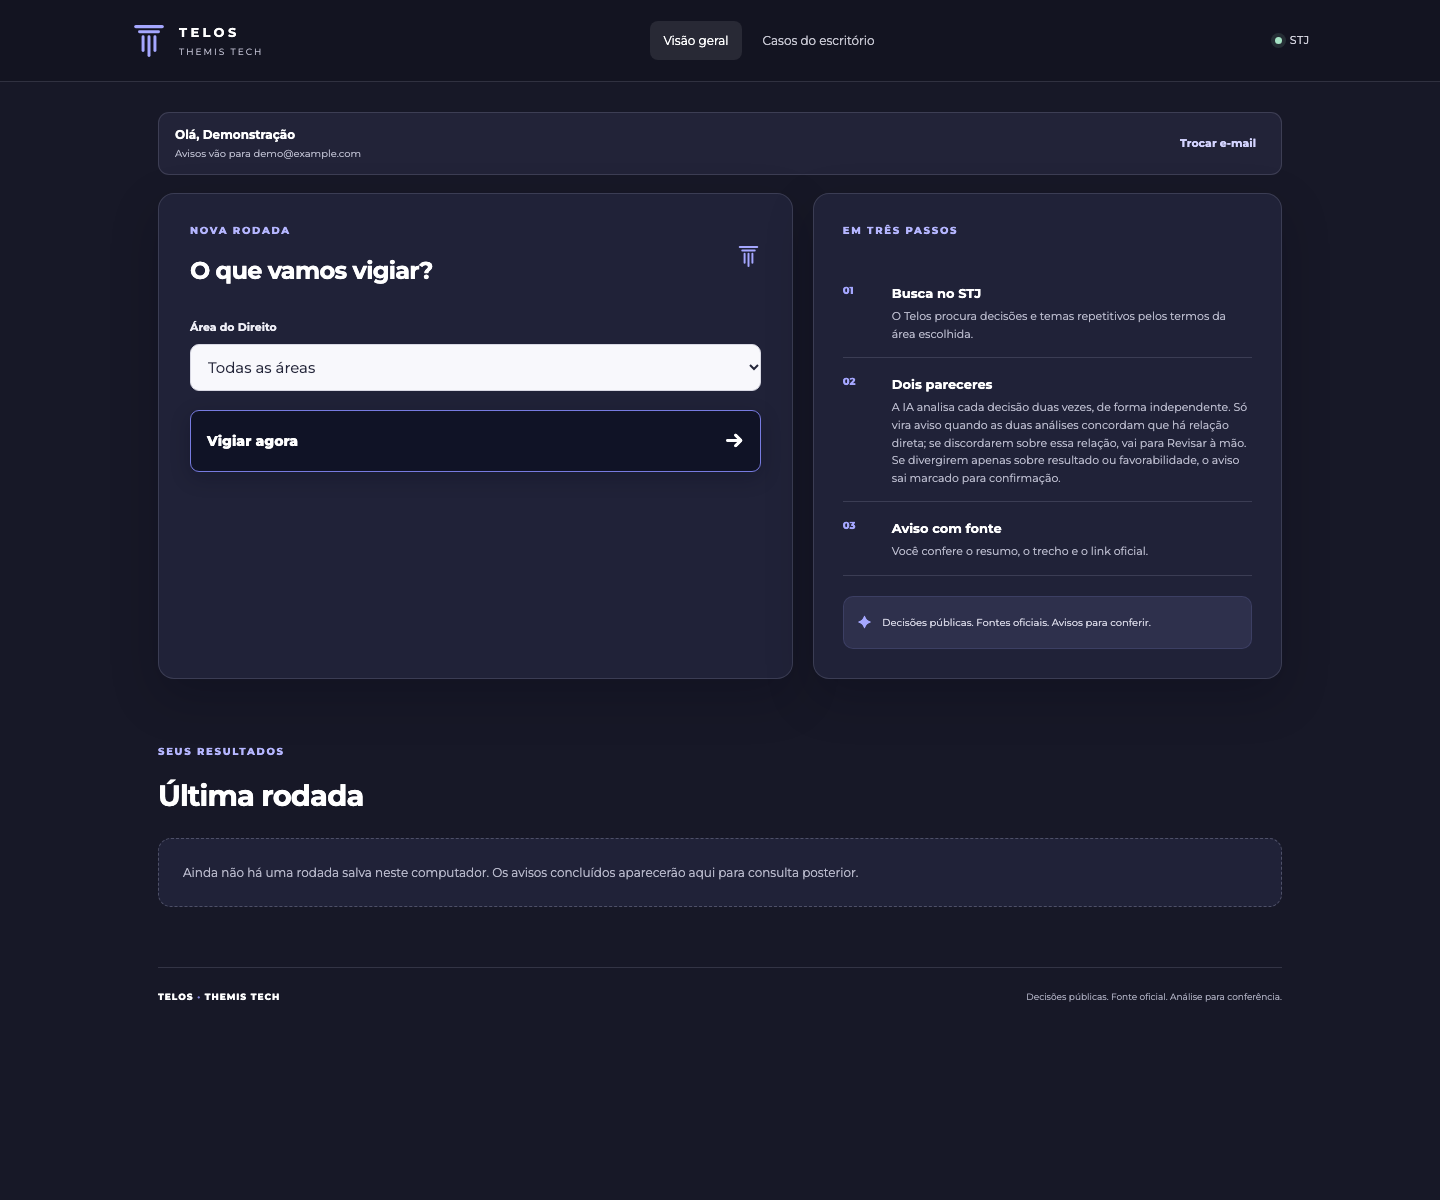 TELOS
THEMIS TECH
Visão geral
Casos do escritório
STJ
Olá, Demonstração
Avisos vão para demo@example.com
Trocar e-mail
NOVA RODADA
O que vamos vigiar?
Área do Direito
Todas as áreas
Vigiar agora
EM TRÊS PASSOS
01
Busca no STJ
O Telos procura decisões e temas repetitivos pelos termos da
área escolhida.
02
Dois pareceres
A IA analisa cada decisão duas vezes, de forma independente. Só
vira aviso quando as duas análises concordam que há relação
direta; se discordarem sobre essa relação, vai para Revisar à mão.
Se divergirem apenas sobre resultado ou favorabilidade, o aviso
sai marcado para confirmação.
03
Aviso com fonte
Você confere o resumo, o trecho e o link oficial.
Decisões públicas. Fontes oficiais. Avisos para conferir.
SEUS RESULTADOS
Última rodada
Ainda não há uma rodada salva neste computador. Os avisos concluídos aparecerão aqui para consulta posterior.
TELOS · THEMIS TECH
Decisões públicas. Fonte oficial. Análise para conferência.